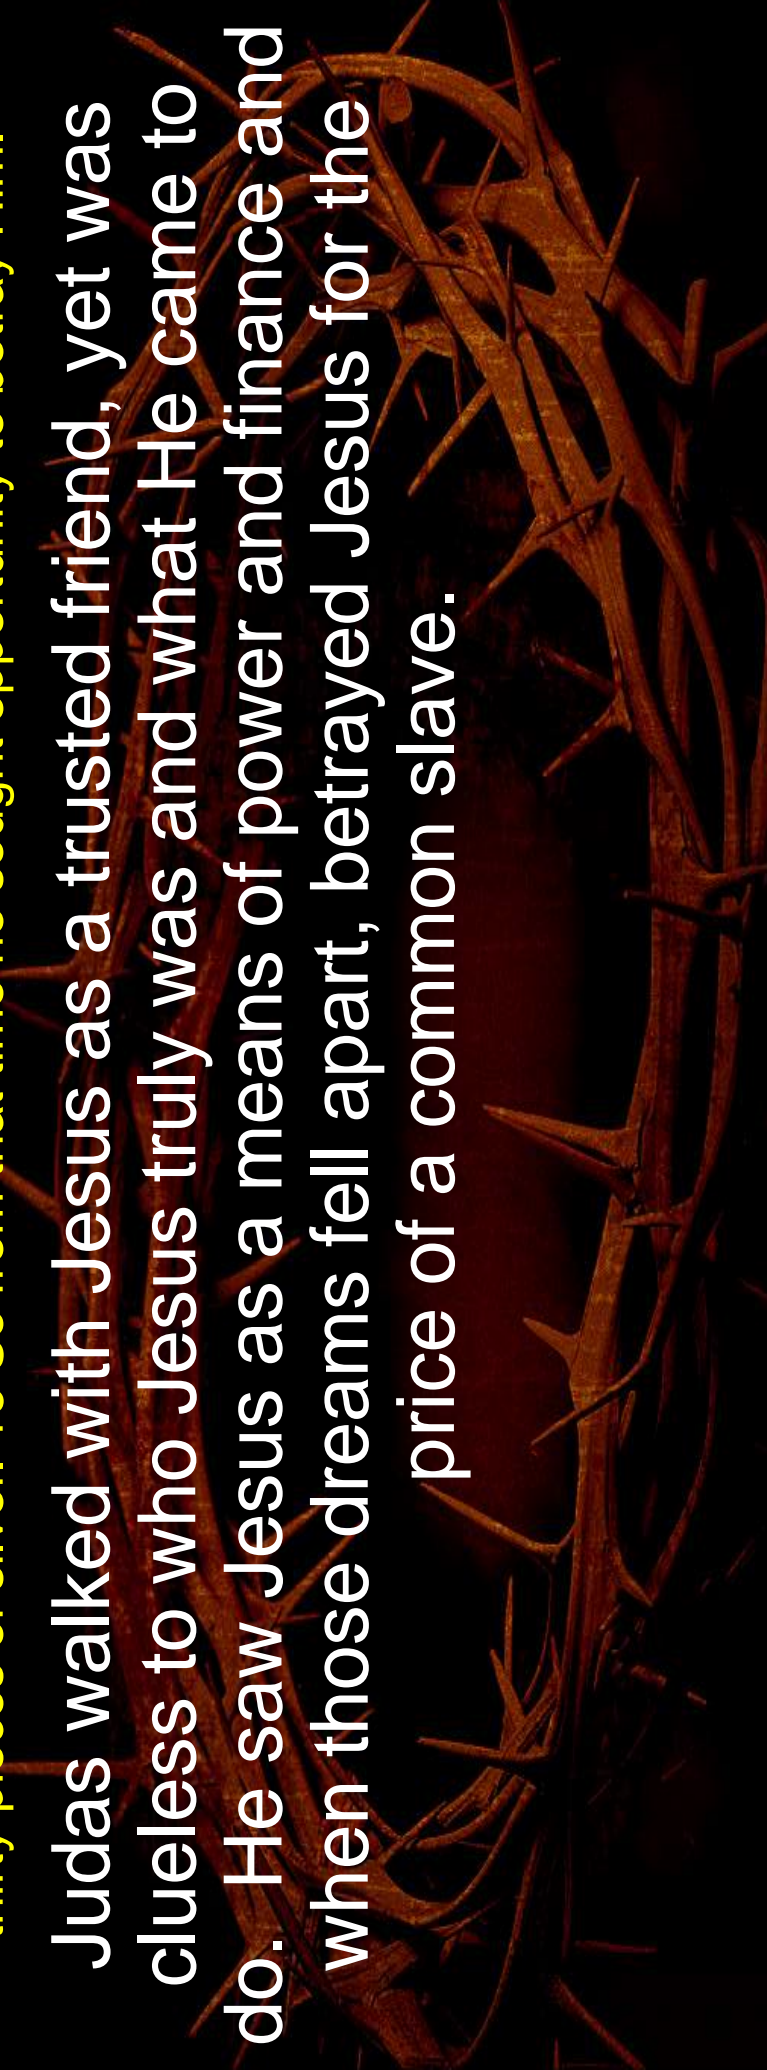 Judas walked with Jesus as a trusted friend, yet was
clueless to who Jesus truly was and what He came to
do. He saw Jesus as a means of power and finance and
when those dreams fell apart, betrayed Jesus for the
price of a common slave.